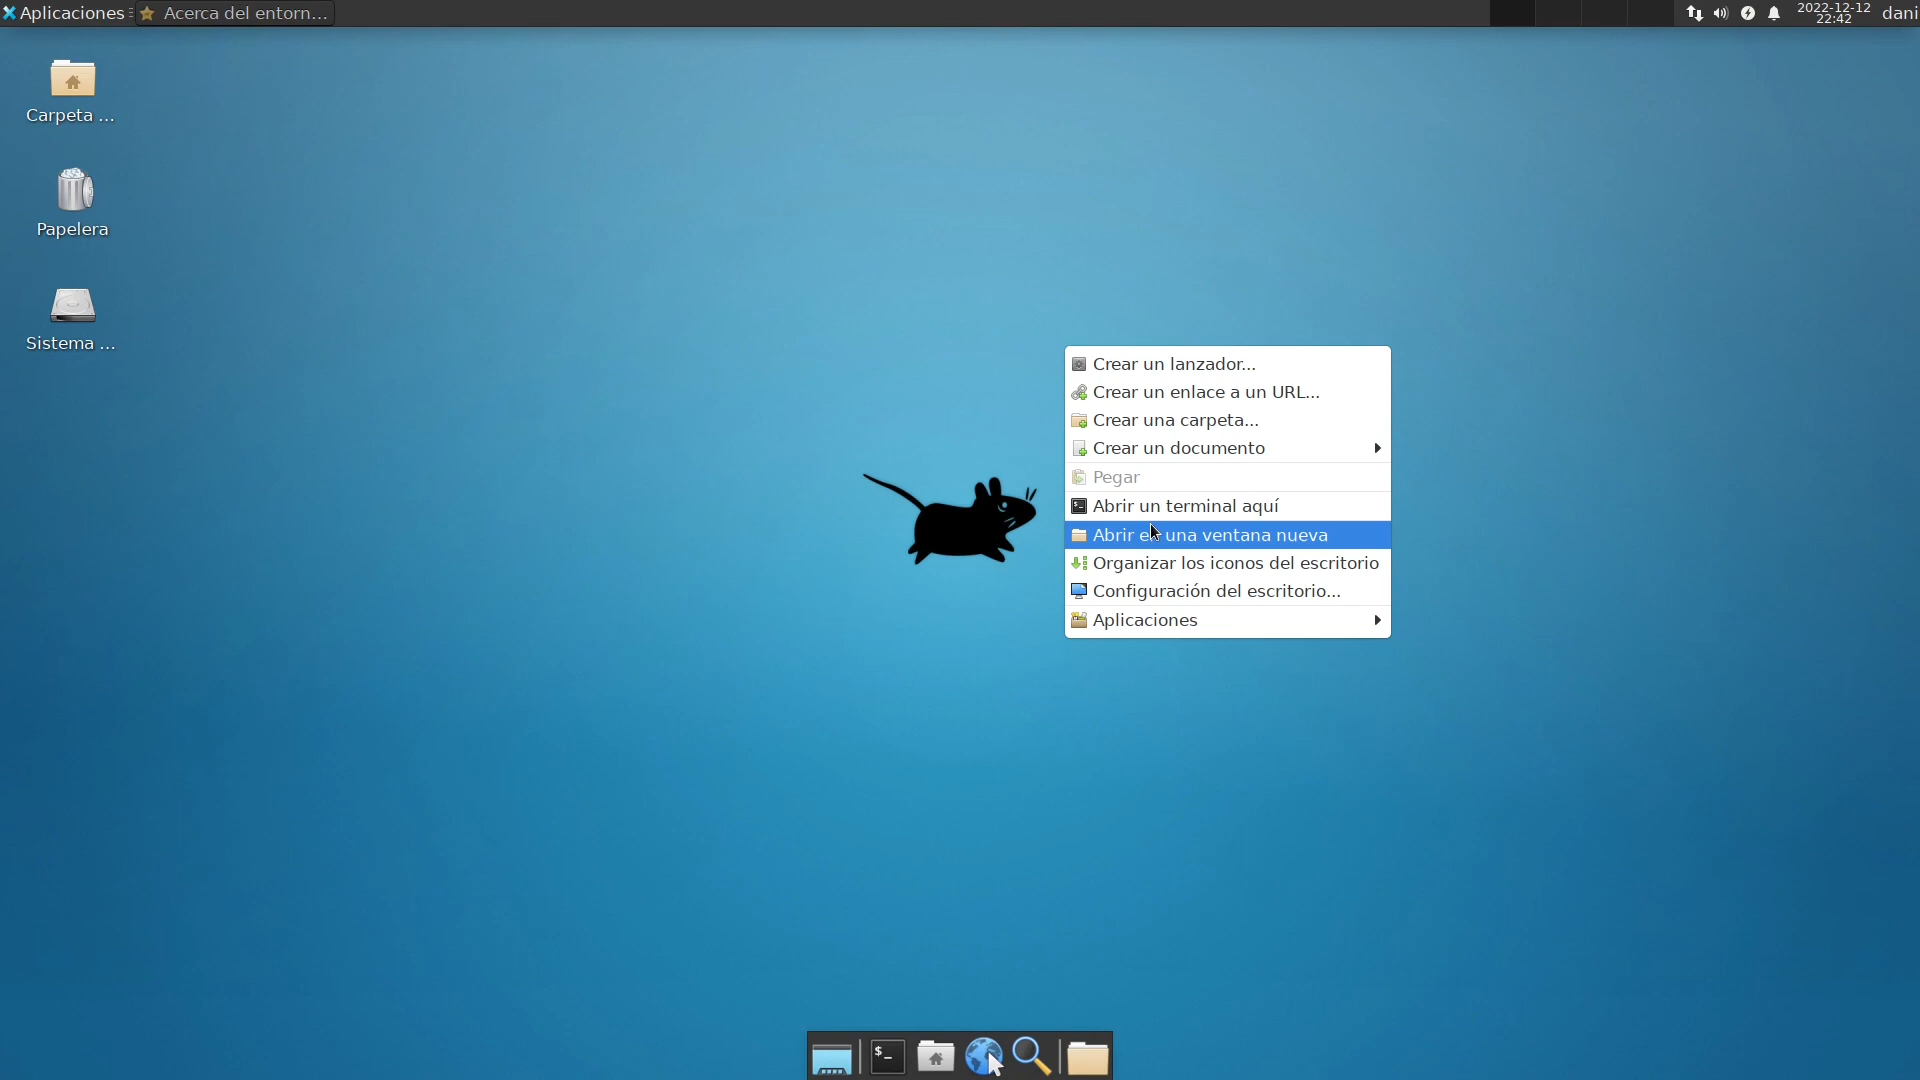 Aplicaciones
Acerca del entorn...
2022-12-12
22:42
dani
Carpeta ...
Papelera
Sistema ...
Crear un lanzador...
Crear un enlace a un URL...
Crear una carpeta...
Crear un documento
Pegar
Abrir un terminal aquí
Abrir en una ventana nueva
Organizar los iconos del escritorio
Configuración del escritorio...
Aplicaciones
$-